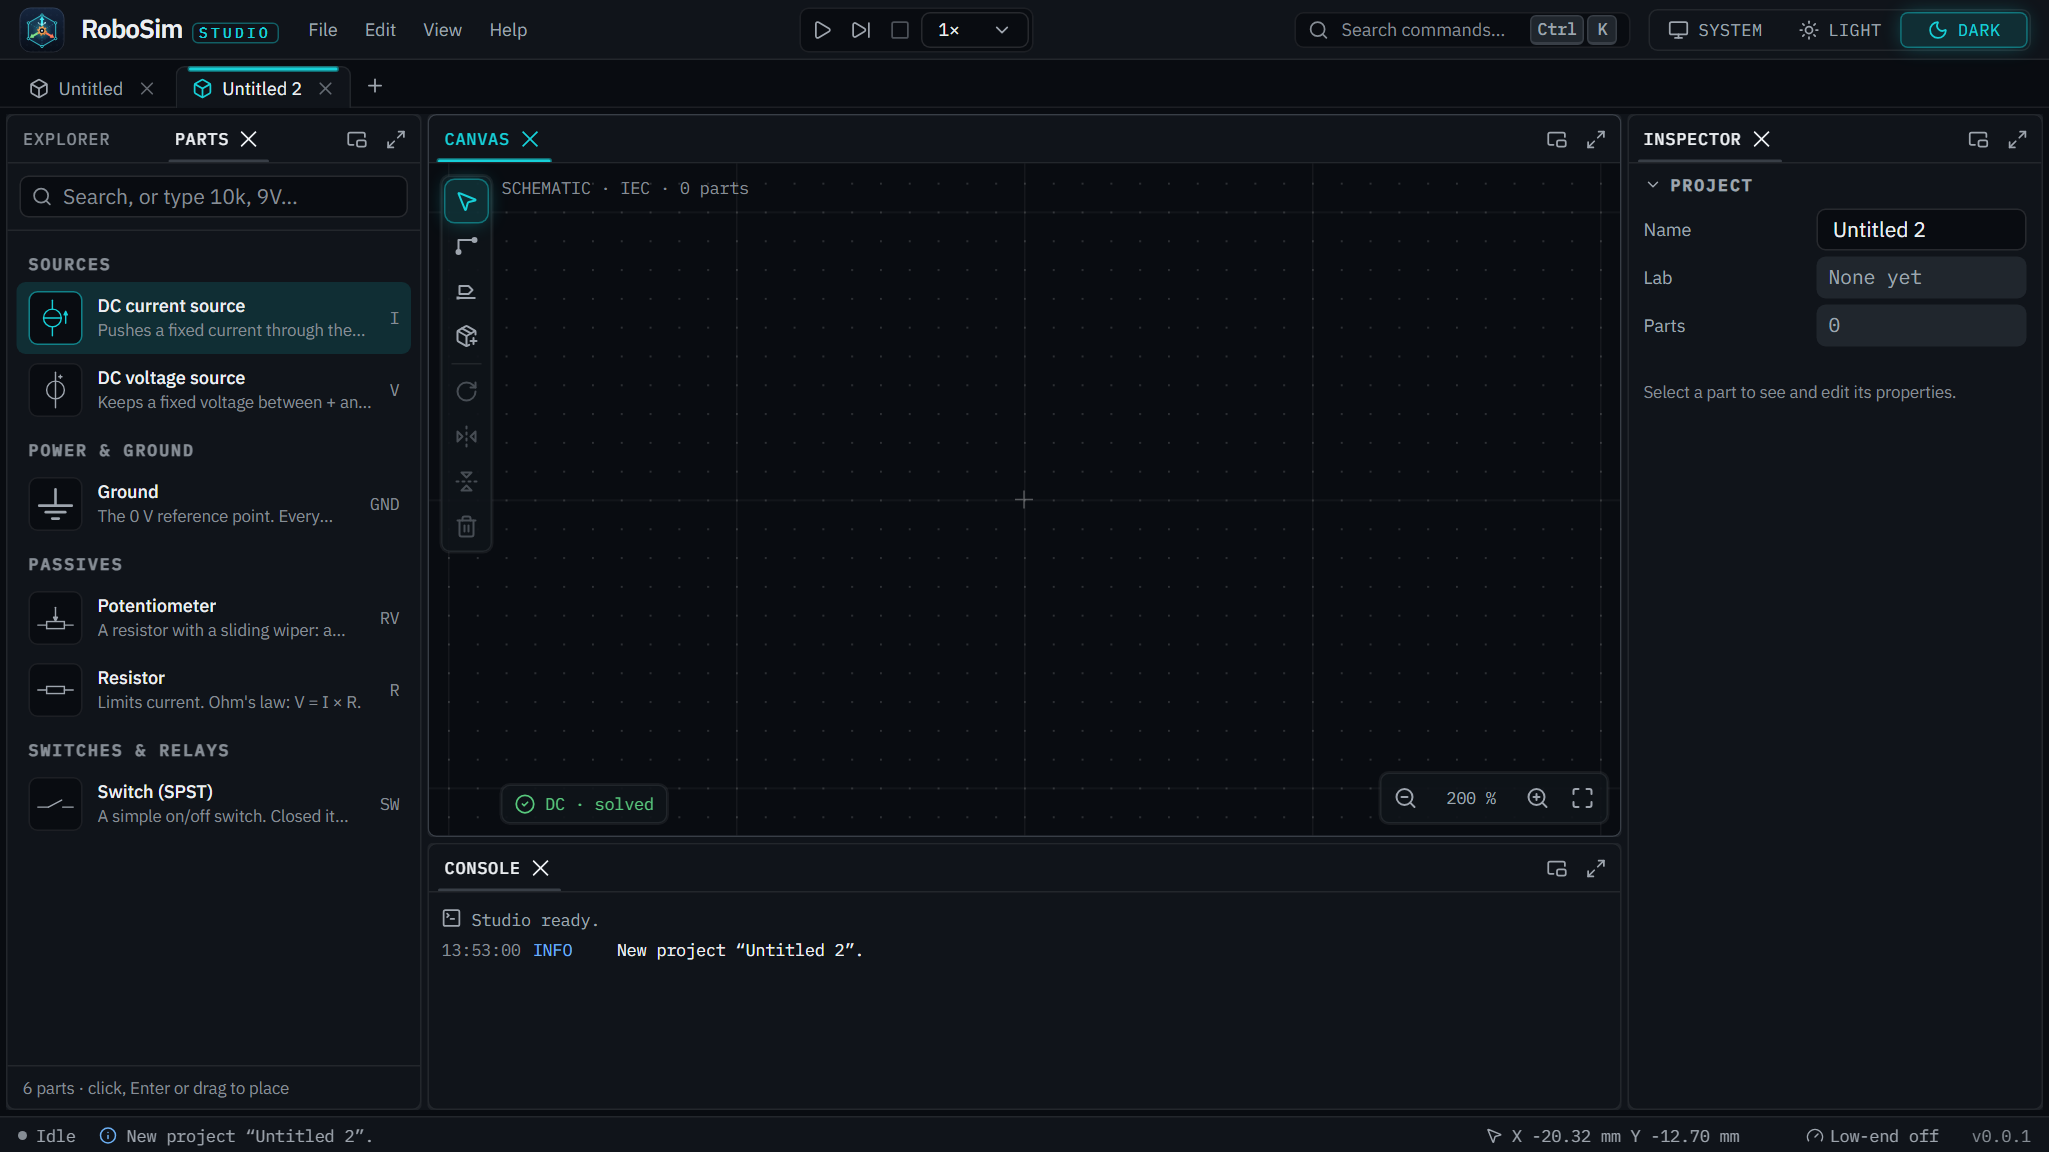 RoboSim STUDIO File Edit View Help 1× Search commands... Ctrl K SYSTEM LIGHT DARK
Untitled Untitled 2
EXPLORER PARTS
Search, or type 10k, 9V...
SOURCES
DC current source
Pushes a fixed current through the... I
DC voltage source
Keeps a fixed voltage between + an... V
POWER & GROUND
Ground
The 0 V reference point. Every... GND
PASSIVES
Potentiometer
A resistor with a sliding wiper: a... RV
Resistor
Limits current. Ohm's law: V = I × R. R
SWITCHES & RELAYS
Switch (SPST)
A simple on/off switch. Closed it... SW
6 parts · click, Enter or drag to place
CANVAS
SCHEMATIC · IEC · 0 parts
DC · solved
200 %
CONSOLE
Studio ready.
13:53:00 INFO New project “Untitled 2”.
INSPECTOR
PROJECT
Name Untitled 2
Lab None yet
Parts 0
Select a part to see and edit its properties.
Idle New project “Untitled 2”. X -20.32 mm Y -12.70 mm Low-end off v0.0.1